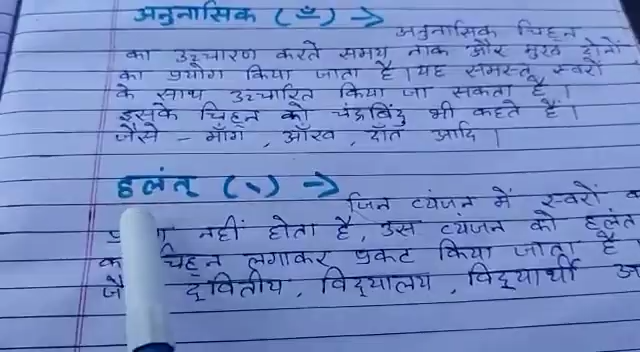 अनुनासिक (ँ) →
अनुनासिक चिह्न
का उच्चारण करते समय नाक और मुख दोनों
का प्रयोग किया जाता है। यह समस्त स्वरों
के साथ उच्चारित किया जा सकता है।
इसके चिह्न को चंद्रबिंदु भी कहते हैं।
जैसे - माँग, आँख, दाँत आदि।
हलंत् (्) →
जिन व्यंजन में स्वरों
नहीं होता है, उस व्यंजन को हलंत
चिह्न लगाकर प्रकट किया जाता है
द्वितीय, विद्यालय, विद्यार्थी